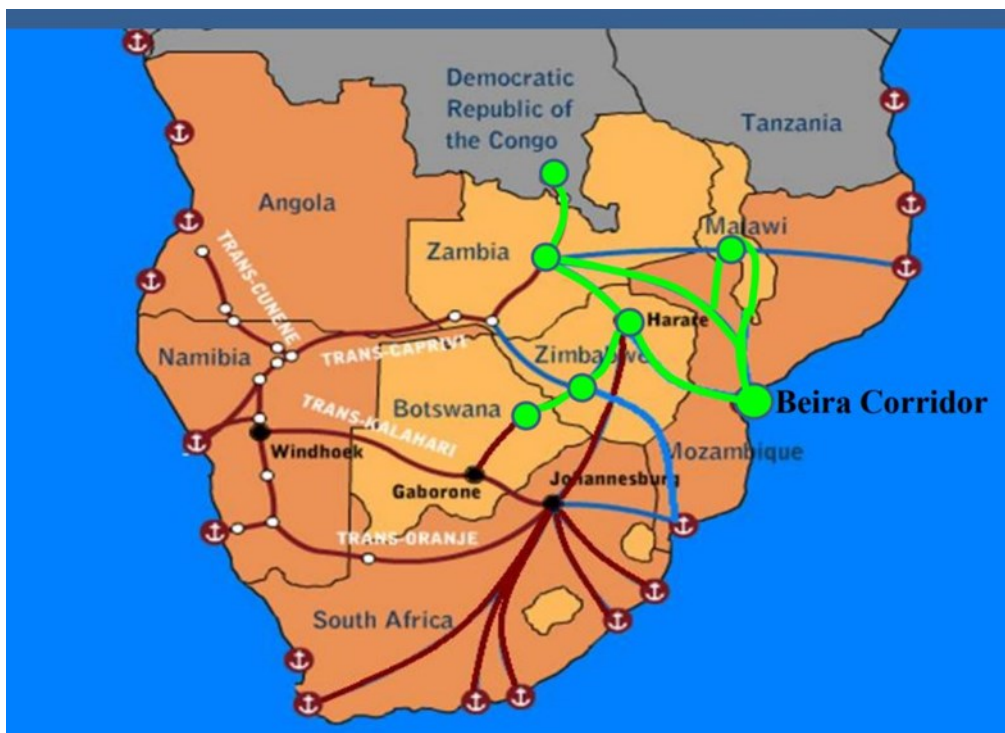 Democratic
Republic of
the Congo
Tanzania
Angola
Malawi
Zambia
TRANS-CUNENE
Harare
Namibia
TRANS-CAPRIVI
Zimbabwe
Botswana
TRANS-KALAHARI
Beira Corridor
Windhoek
Mozambique
Gaborone
Johannesburg
TRANS-ORANJE
South Africa